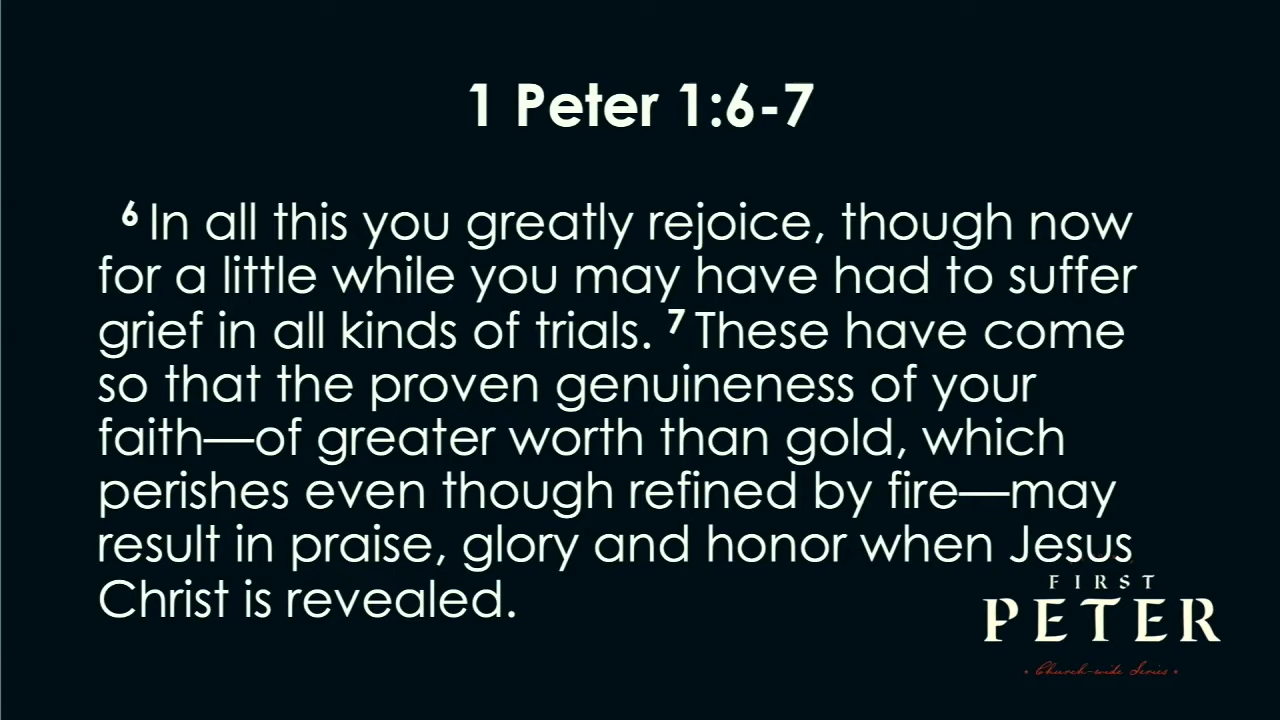 1 Peter 1:6-7
6 In all this you greatly rejoice, though now
for a little while you may have had to suffer
grief in all kinds of trials. 7 These have come
so that the proven genuineness of your
faith—of greater worth than gold, which
perishes even though refined by fire—may
result in praise, glory and honor when Jesus
Christ is revealed.
FIRST
PETER
• Church-wide Series •